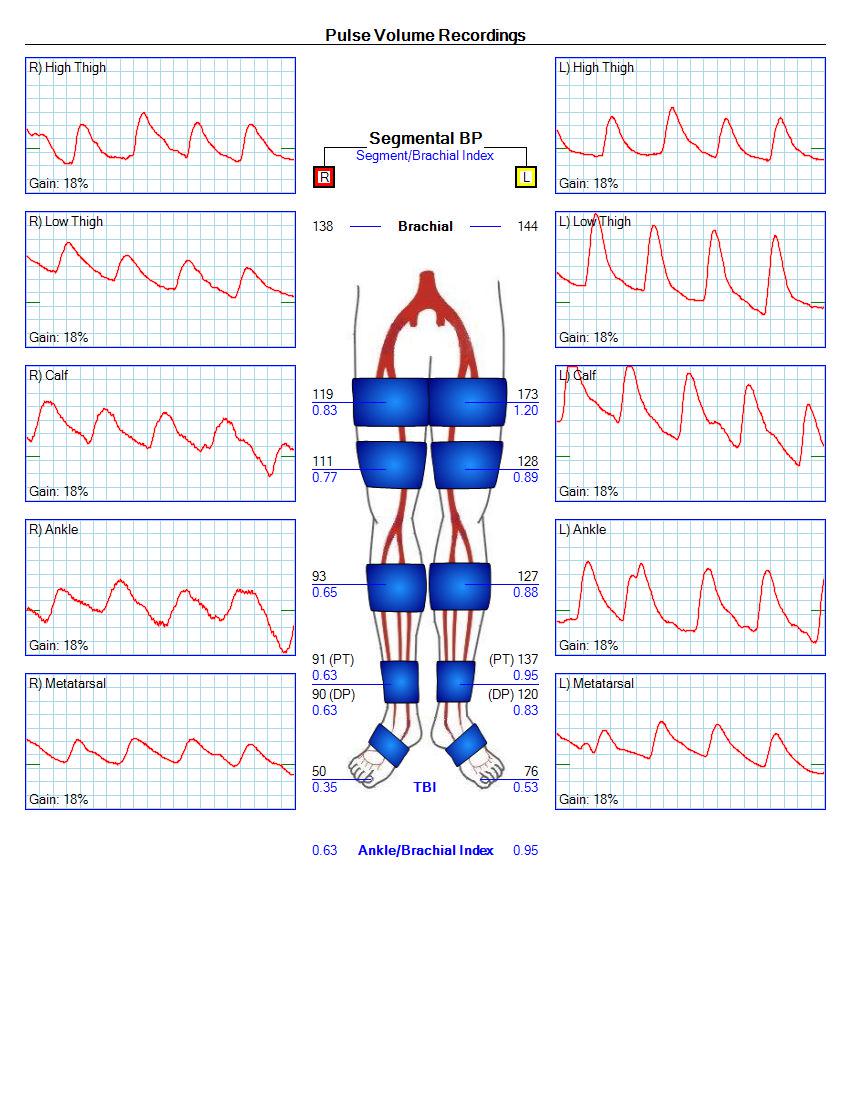 Pulse Volume Recordings
R) High Thigh
Gain: 18%
R) Low Thigh
Gain: 18%
R) Calf
Gain: 18%
R) Ankle
Gain: 18%
R) Metatarsal
Gain: 18%
Segmental BP
Segment/Brachial Index
R L
138 Brachial 144
119 173
0.83 1.20
111 128
0.77 0.89
93 127
0.65 0.88
91 (PT) (PT) 137
0.63 0.95
90 (DP) (DP) 120
0.63 0.83
50 76
0.35 TBI 0.53
0.63 Ankle/Brachial Index 0.95
L) High Thigh
Gain: 18%
L) Low Thigh
Gain: 18%
L) Calf
Gain: 18%
L) Ankle
Gain: 18%
L) Metatarsal
Gain: 18%